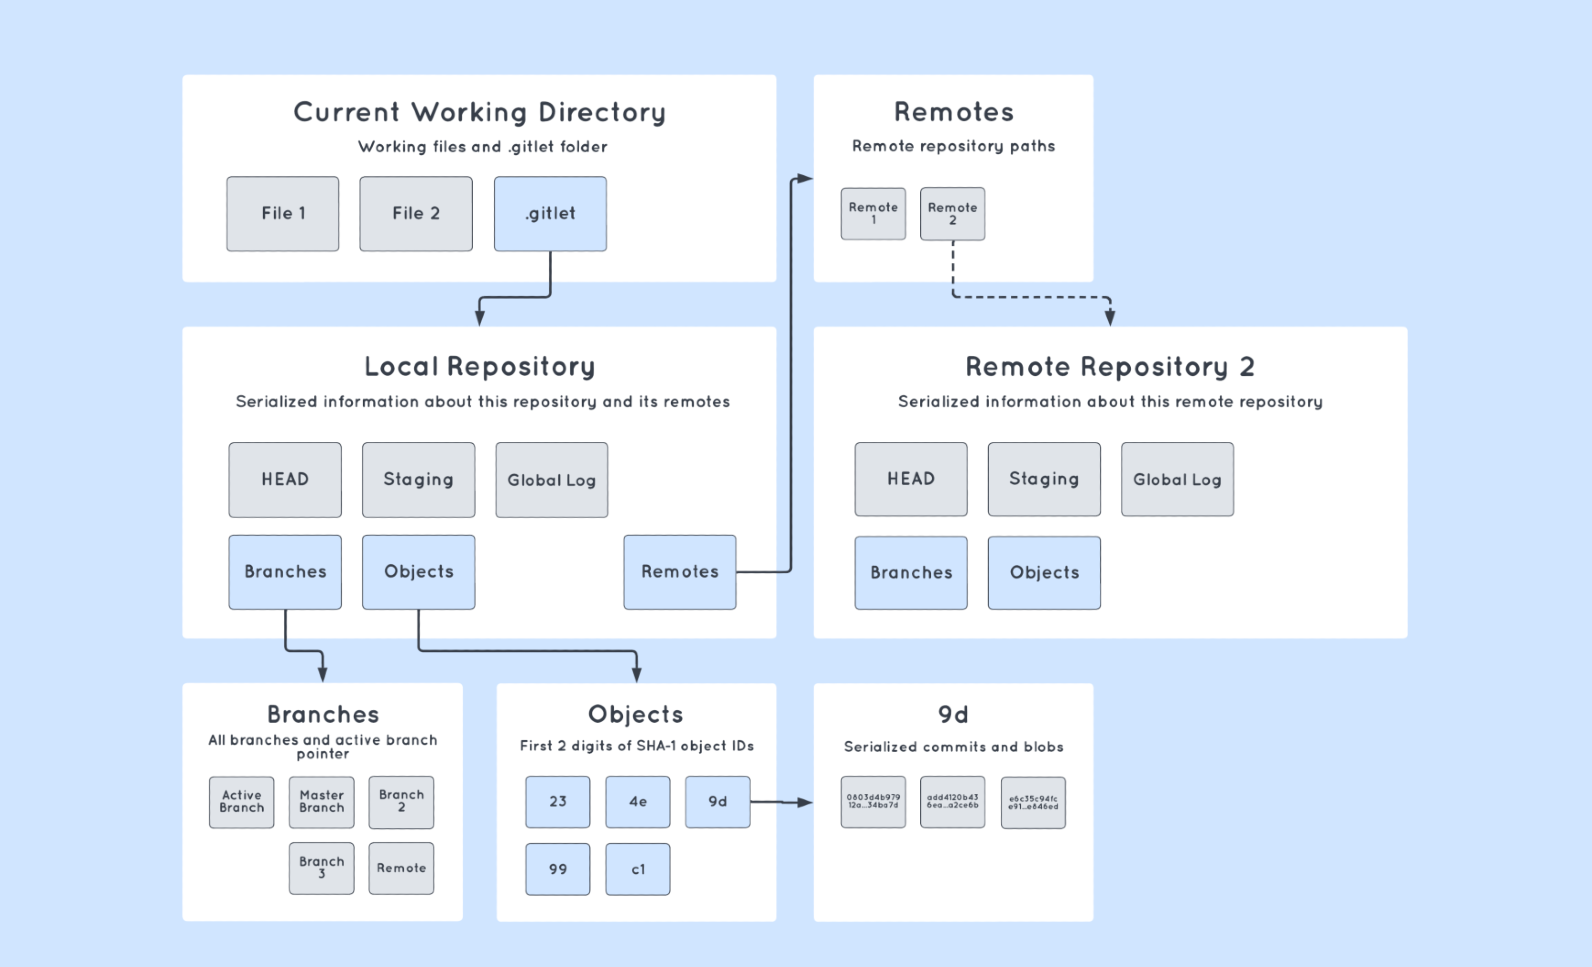 Current Working Directory
Working files and .gitlet folder
File 1
File 2
.gitlet
Remotes
Remote repository paths
Remote
1
Remote
2
Local Repository
Serialized information about this repository and its remotes
HEAD
Staging
Global Log
Branches
Objects
Remotes
Remote Repository 2
Serialized information about this remote repository
HEAD
Staging
Global Log
Branches
Objects
Branches
All branches and active branch
pointer
Active
Branch
Master
Branch
Branch
2
Branch
3
Remote
Objects
First 2 digits of SHA-1 object IDs
23
4e
9d
99
c1
9d
Serialized commits and blobs
0803d4b979
12a...34ba7d
add4120b43
6ea...a2ce6b
e6c35c94fc
e91...e846ed